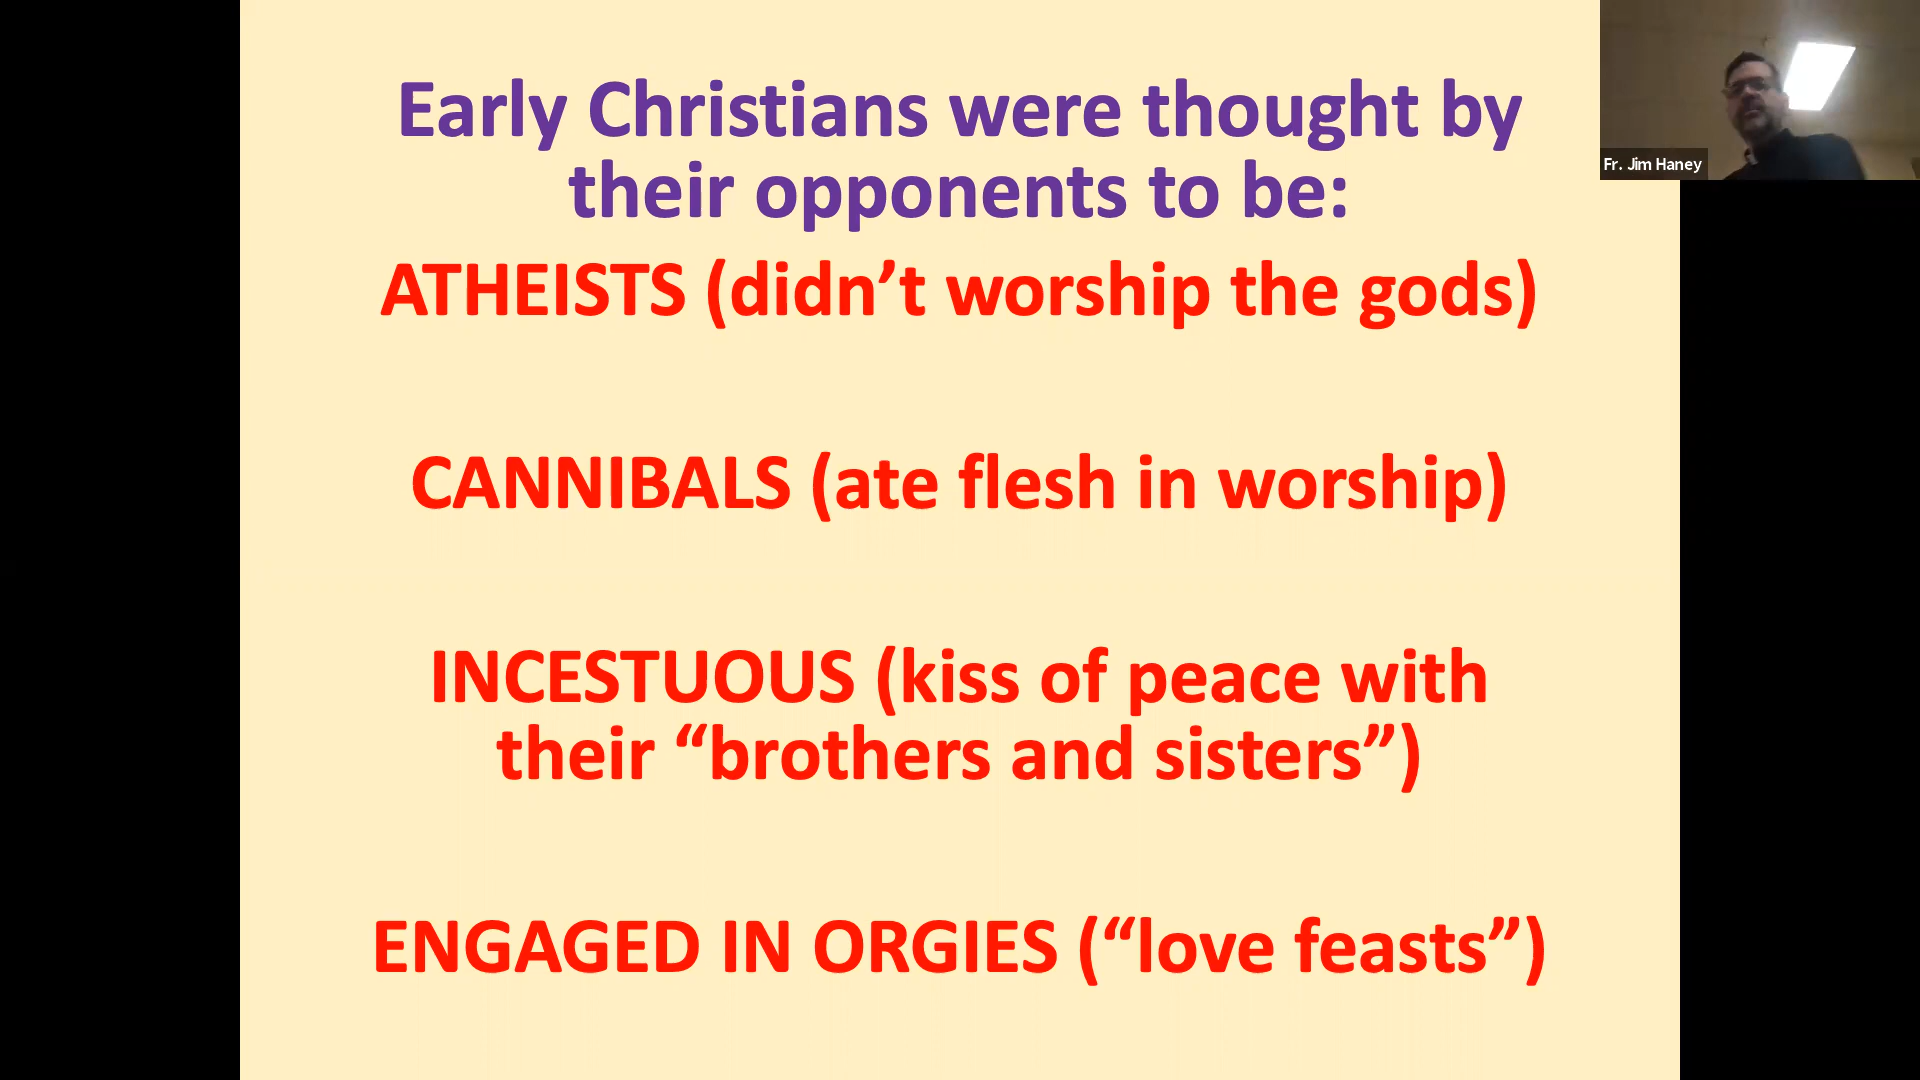 Early Christians were thought by
their opponents to be:
ATHEISTS (didn’t worship the gods)
CANNIBALS (ate flesh in worship)
INCESTUOUS (kiss of peace with
their “brothers and sisters”)
ENGAGED IN ORGIES (“love feasts”)
Fr. Jim Haney